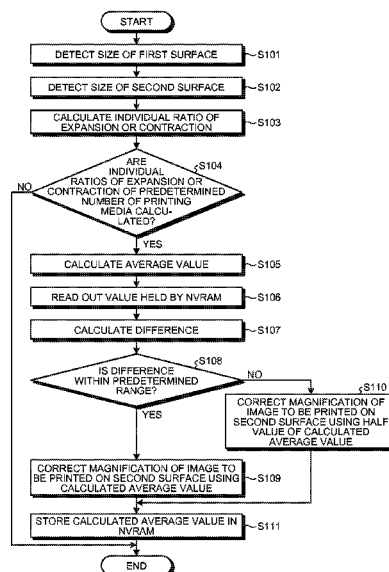 START
DETECT SIZE OF FIRST SURFACE
S101
DETECT SIZE OF SECOND SURFACE
S102
CALCULATE INDIVIDUAL RATIO OF
EXPANSION OR CONTRACTION
S103
S104
ARE
INDIVIDUAL
RATIOS OF EXPANSION OR
CONTRACTION OF PREDETERMINED
NUMBER OF PRINTING
MEDIA CALCU-
LATED?
NO
YES
CALCULATE AVERAGE VALUE
S105
READ OUT VALUE HELD BY NVRAM
S106
CALCULATE DIFFERENCE
S107
S108
IS DIFFERENCE
WITHIN PREDETERMINED
RANGE?
NO
YES
S110
CORRECT MAGNIFICATION OF
IMAGE TO BE PRINTED ON
SECOND SURFACE USING HALF
VALUE OF CALCULATED
AVERAGE VALUE
CORRECT MAGNIFICATION OF IMAGE TO
BE PRINTED ON SECOND SURFACE USING
CALCULATED AVERAGE VALUE
S109
STORE CALCULATED AVERAGE VALUE IN
NVRAM
S111
END